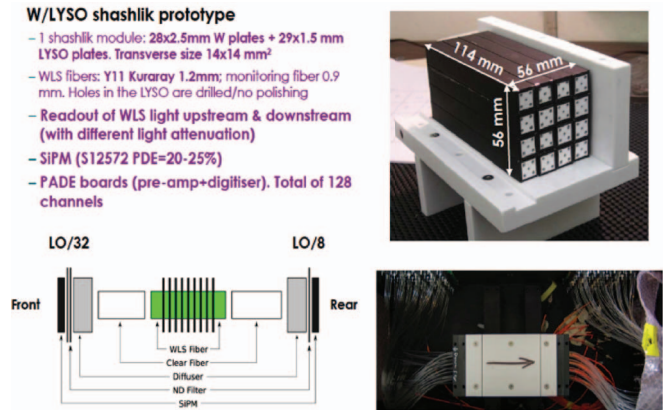 W/LYSO shashlik prototype
– 1 shashlik module: 28x2.5mm W plates + 29x1.5 mm
LYSO plates. Transverse size 14x14 mm²
– WLS fibers: Y11 Kuraray 1.2mm; monitoring fiber 0.9
mm. Holes in the LYSO are drilled/no polishing
– Readout of WLS light upstream & downstream
(with different light attenuation)
– SiPM (S12572 PDE=20-25%)
– PADE boards (pre-amp+digitiser). Total of 128
channels
114 mm
56 mm
56 mm
LO/32
LO/8
Front
Rear
WLS Fiber
Clear Fiber
Diffuser
ND Filter
SiPM